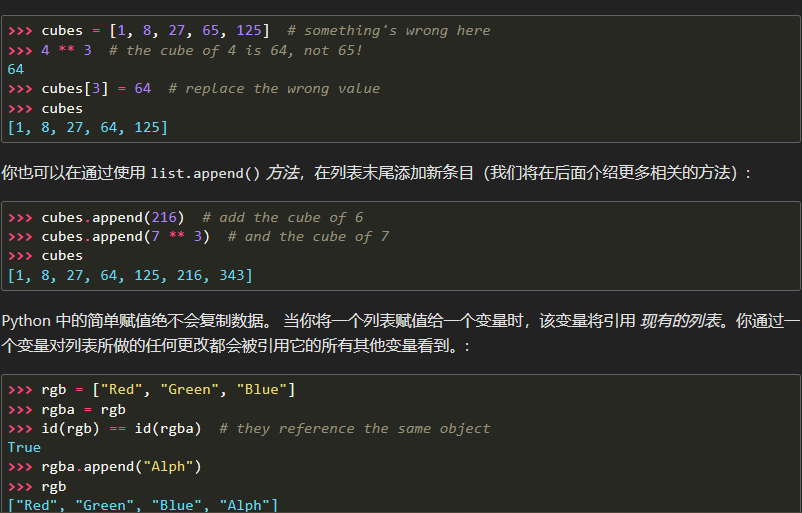 >>> cubes = [1, 8, 27, 65, 125]  # something's wrong here
>>> 4 ** 3  # the cube of 4 is 64, not 65!
64
>>> cubes[3] = 64  # replace the wrong value
>>> cubes
[1, 8, 27, 64, 125]
你也可以在通过使用 list.append() 方法，在列表末尾添加新条目（我们将在后面介绍更多相关的方法）：
>>> cubes.append(216)  # add the cube of 6
>>> cubes.append(7 ** 3)  # and the cube of 7
>>> cubes
[1, 8, 27, 64, 125, 216, 343]
Python 中的简单赋值绝不会复制数据。 当你将一个列表赋值给一个变量时，该变量将引用 现有的列表。你通过一
个变量对列表所做的任何更改都会被引用它的所有其他变量看到。:
>>> rgb = ["Red", "Green", "Blue"]
>>> rgba = rgb
>>> id(rgb) == id(rgba)  # they reference the same object
True
>>> rgba.append("Alph")
>>> rgb
["Red", "Green", "Blue", "Alph"]